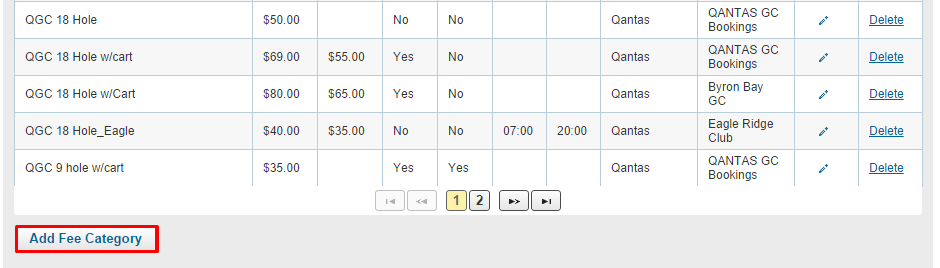 QGC 18 Hole $50.00 No No Qantas QANTAS GC Bookings Delete
QGC 18 Hole w/cart $69.00 $55.00 Yes No Qantas QANTAS GC Bookings Delete
QGC 18 Hole w/Cart $80.00 $65.00 Yes No Qantas Byron Bay GC Delete
QGC 18 Hole_Eagle $40.00 $35.00 No No 07:00 20:00 Qantas Eagle Ridge Club Delete
QGC 9 hole w/cart $35.00 Yes Yes Qantas QANTAS GC Bookings Delete
1 2
Add Fee Category